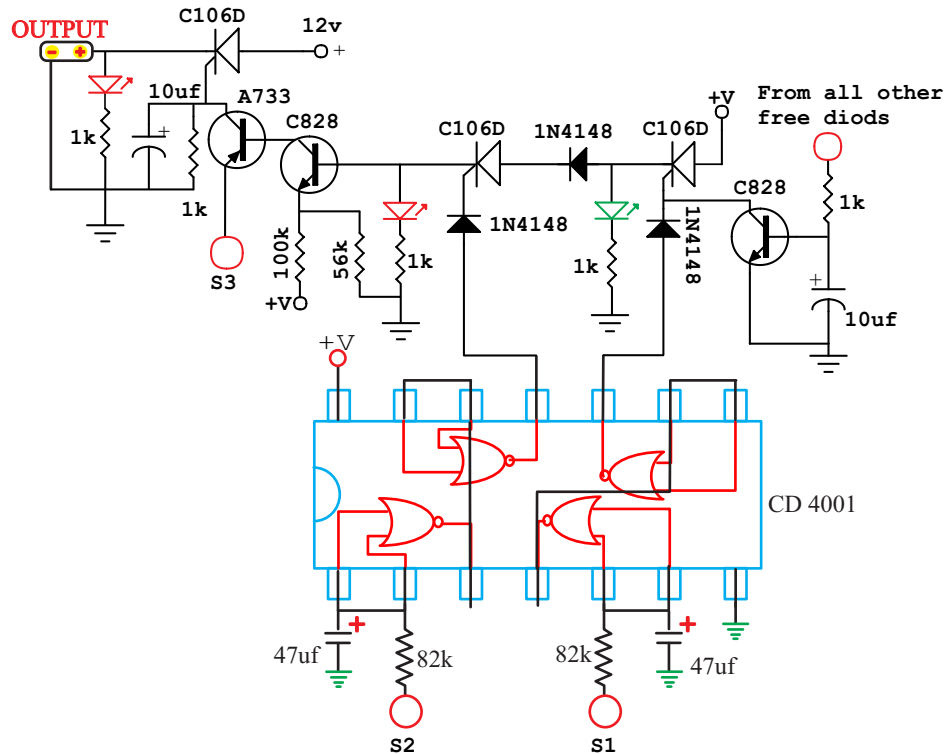 OUTPUT
C106D
12v
+
- +
10uf
+
A733
C828
1k
1k
S3
100k
56k
1k
+V
C106D
1N4148
C106D
+V
From all other
free diods
C828
1k
1N4148
1k
1N4148
+
10uf
+V
CD 4001
+
47uf
82k
S2
82k
S1
+
47uf